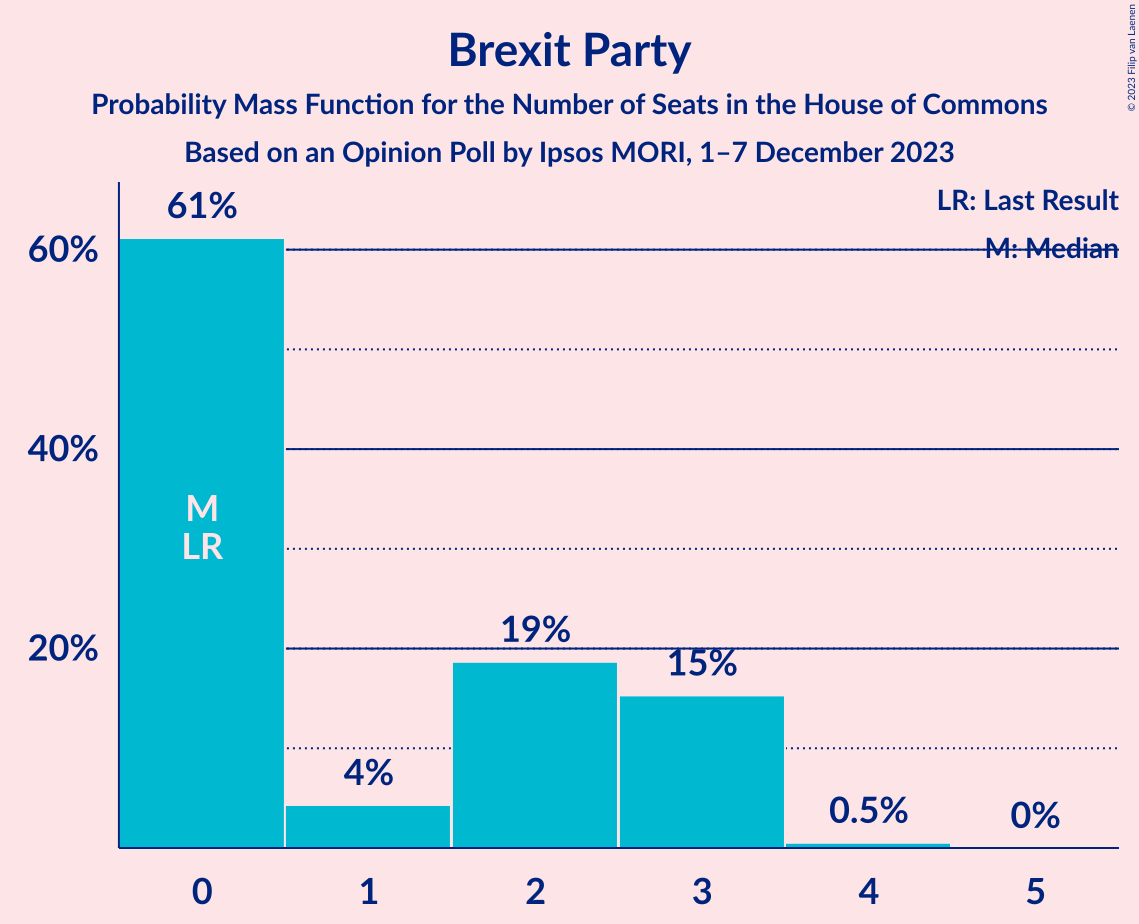 Brexit Party
Probability Mass Function for the Number of Seats in the House of Commons
Based on an Opinion Poll by Ipsos MORI, 1–7 December 2023
© 2023 Filip van Laenen
LR: Last Result
M: Median
61%
60%
40%
M
LR
19%
20%
15%
4%
0.5%
0%
0 1 2 3 4 5